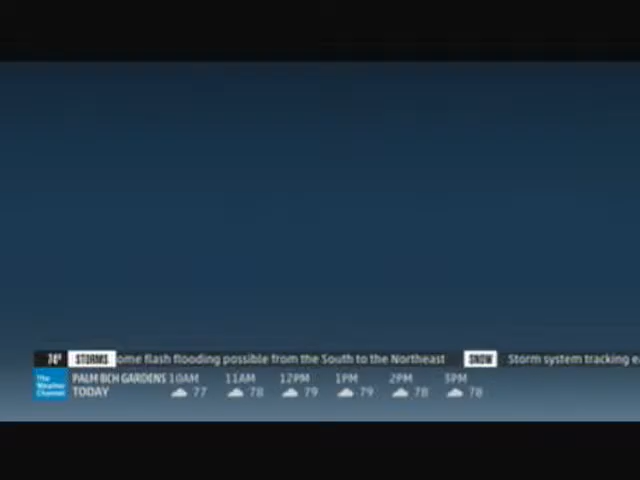 74° STORMS ome flash flooding possible from the South to the Northeast SNOW Storm system tracking ea
The Weather Channel
PALM BCH GARDENS 10AM 11AM 12PM 1PM 2PM 3PM
TODAY 77 78 79 79 78 78